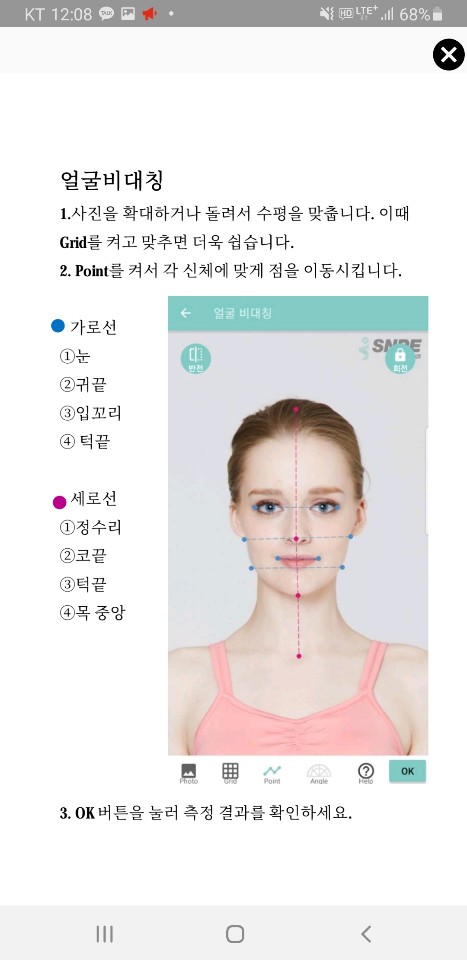 KT 12:08 TALK HD LTE+ 68%
얼굴비대칭
1.사진을 확대하거나 돌려서 수평을 맞춥니다. 이때
Grid를 켜고 맞추면 더욱 쉽습니다.
2. Point를 켜서 각 신체에 맞게 점을 이동시킵니다.
가로선
①눈
②귀끝
③입꼬리
④ 턱끝
세로선
①정수리
②코끝
③턱끝
④목 중앙
얼굴 비대칭
SNPE
반전
회전
Photo Grid Point Angle Help OK
3. OK 버튼을 눌러 측정 결과를 확인하세요.